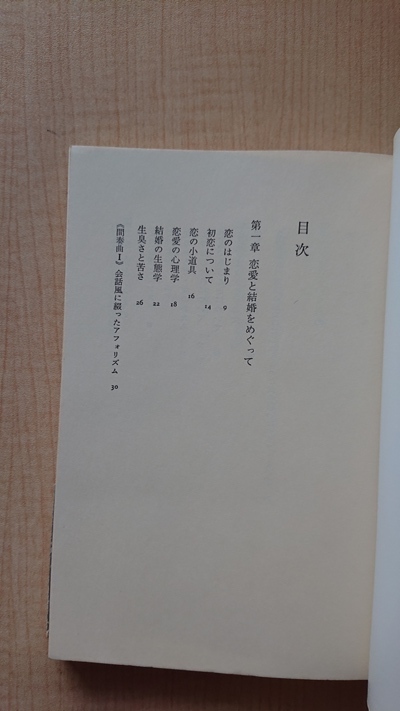 目次
第一章 恋愛と結婚をめぐって
恋のはじまり 9
初恋について 14
恋の小道具 16
恋愛の心理学 18
結婚の生態学 22
生臭さと苦さ 26
《間奏曲Ⅰ》会話風に綴ったアフォリズム 30